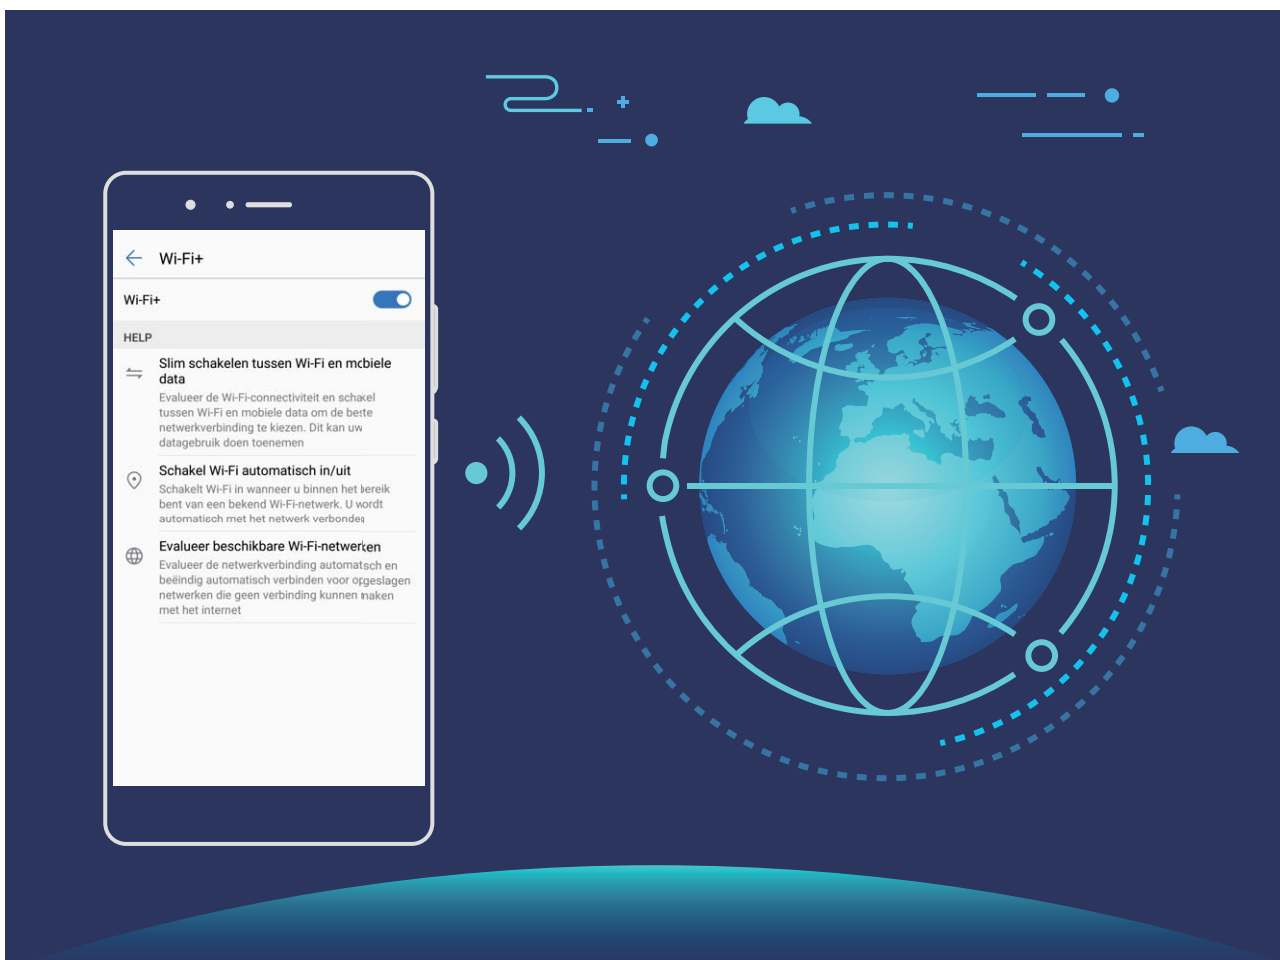 Wi-Fi+
Wi-Fi+
HELP
Slim schakelen tussen Wi-Fi en mobiele
data
Evalueer de Wi-Fi-connectiviteit en schakel
tussen Wi-Fi en mobiele data om de beste
netwerkverbinding te kiezen. Dit kan uw
datagebruik doen toenemen
Schakel Wi-Fi automatisch in/uit
Schakelt Wi-Fi in wanneer u binnen het bereik
bent van een bekend Wi-Fi-netwerk. U wordt
automatisch met het netwerk verbonden
Evalueer beschikbare Wi-Fi-netwerken
Evalueer de netwerkverbinding automatisch en
beëindig automatisch verbinden voor opgeslagen
netwerken die geen verbinding kunnen maken
met het internet